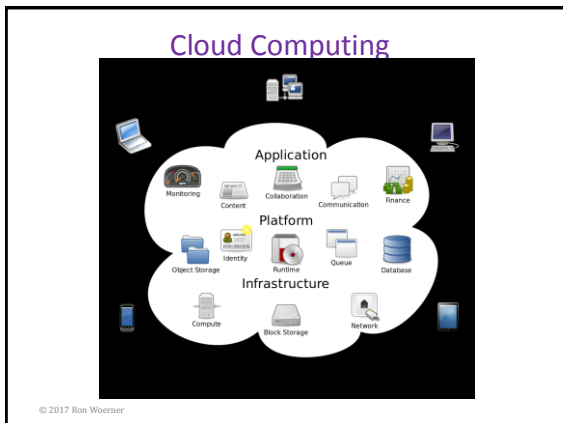 Cloud Computing
Application
Monitoring
Content
Collaboration
Communication
Finance
Platform
Object Storage
Identity
Runtime
Queue
Database
Infrastructure
Compute
Block Storage
Network
© 2017 Ron Woerner